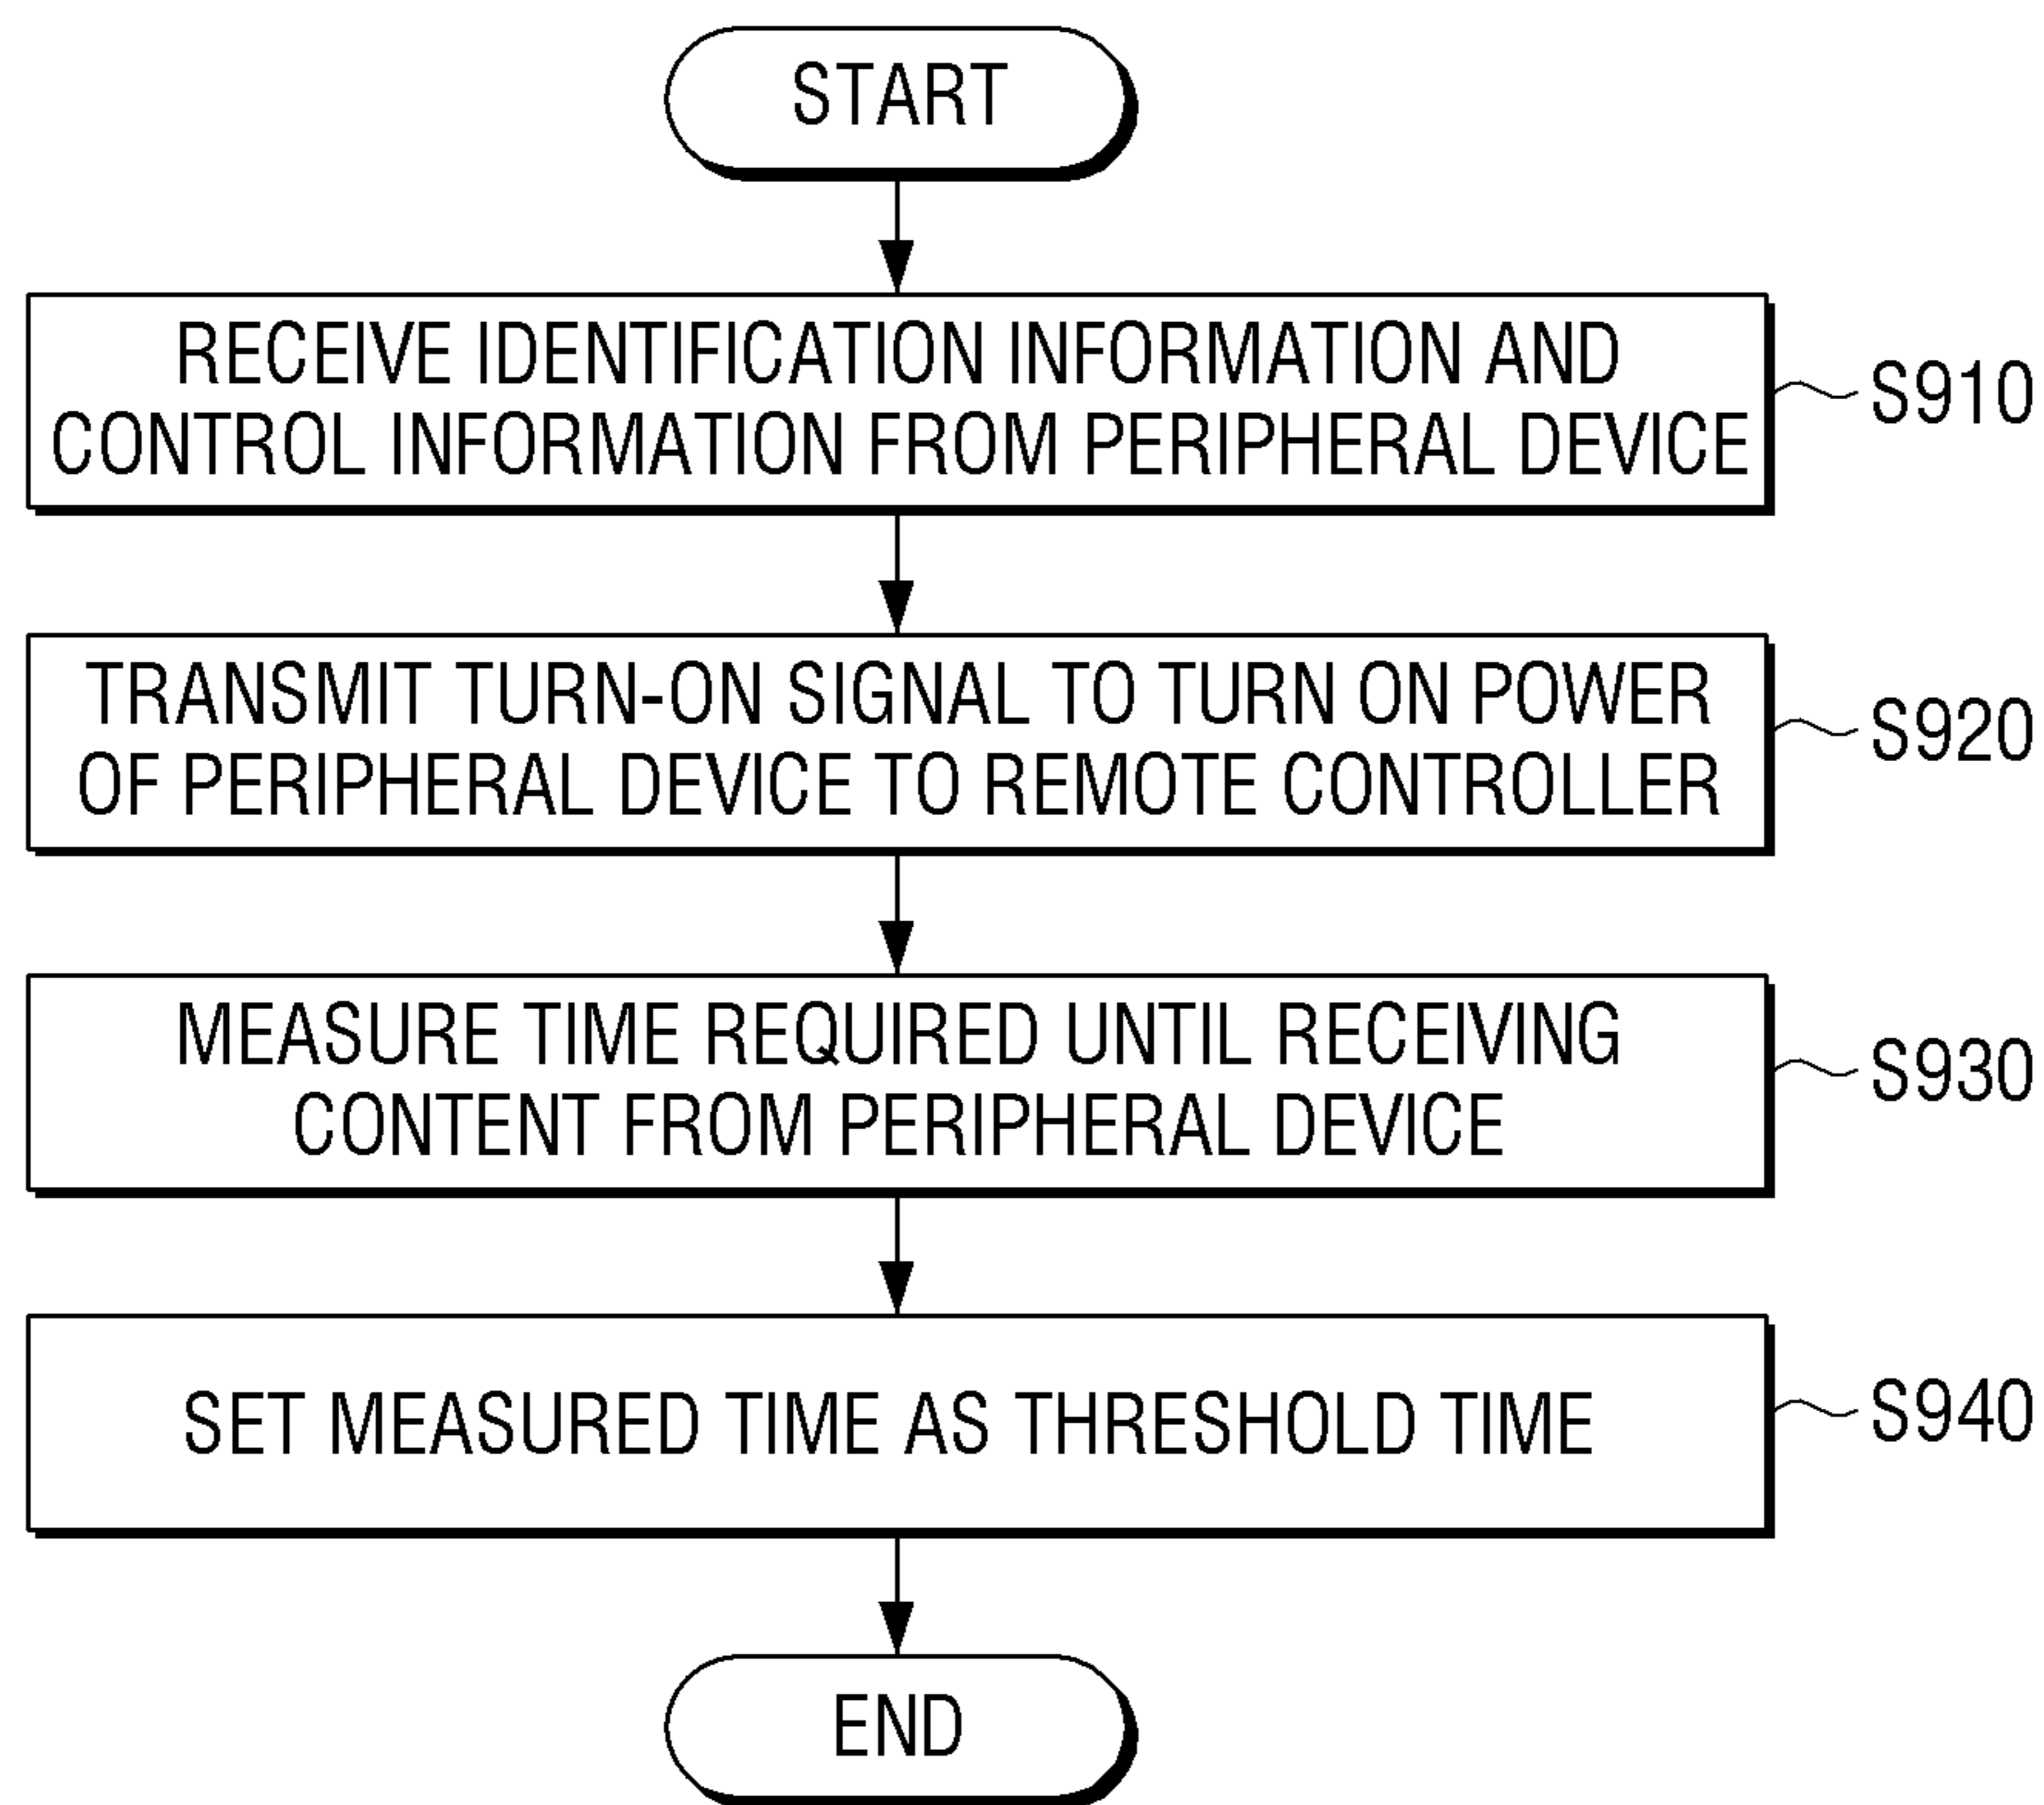 START
RECEIVE IDENTIFICATION INFORMATION AND
CONTROL INFORMATION FROM PERIPHERAL DEVICE
S910
TRANSMIT TURN-ON SIGNAL TO TURN ON POWER
OF PERIPHERAL DEVICE TO REMOTE CONTROLLER
S920
MEASURE TIME REQUIRED UNTIL RECEIVING
CONTENT FROM PERIPHERAL DEVICE
S930
SET MEASURED TIME AS THRESHOLD TIME
S940
END